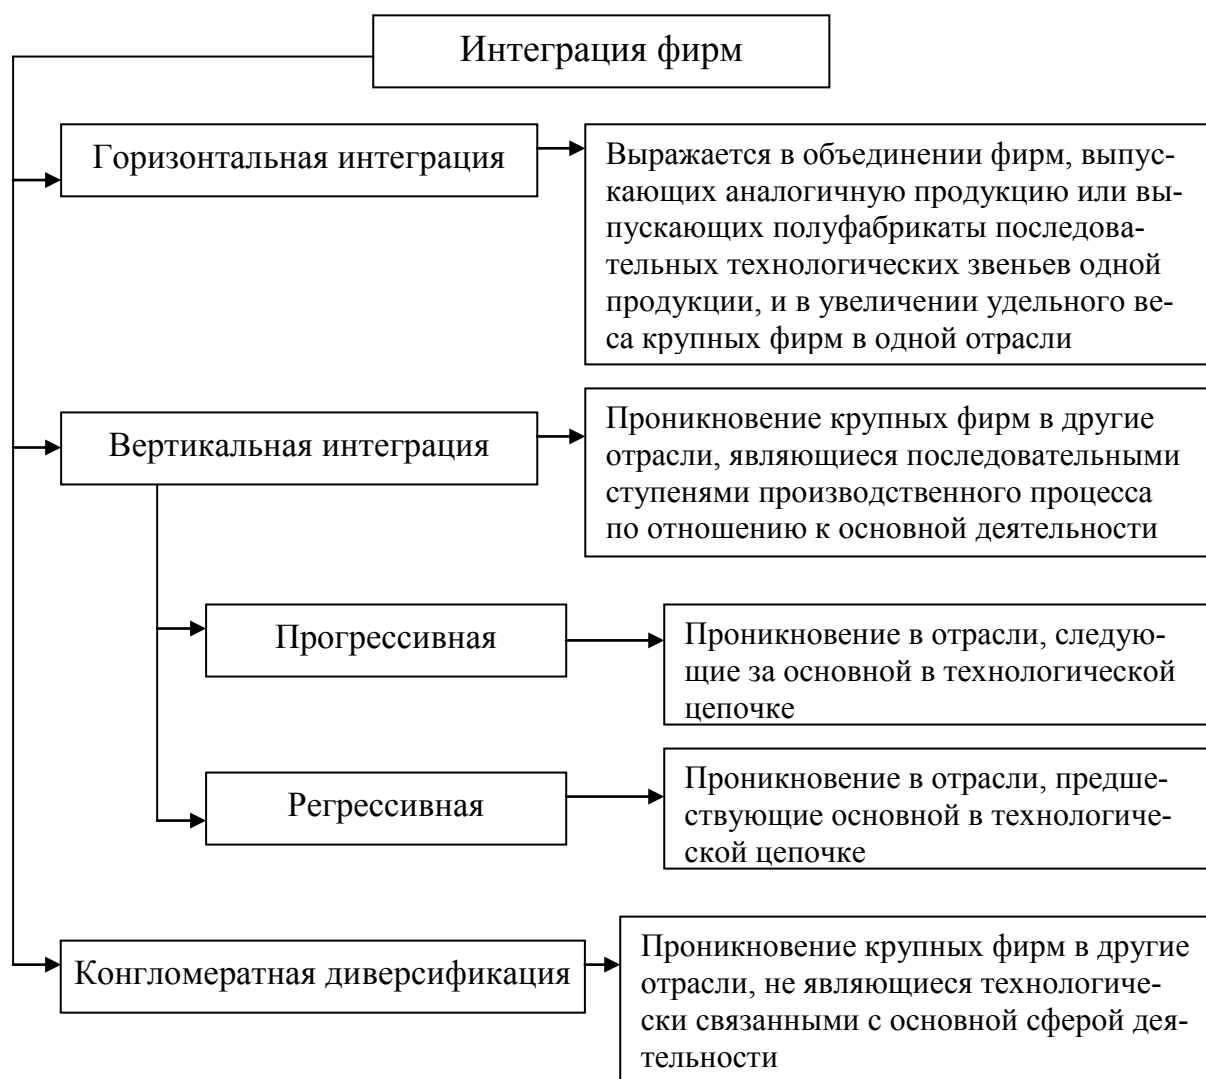 Интеграция фирм
Горизонтальная интеграция
Выражается в объединении фирм, выпус-
кающих аналогичную продукцию или вы-
пускающих полуфабрикаты последова-
тельных технологических звеньев одной
продукции, и в увеличении удельного ве-
са крупных фирм в одной отрасли
Вертикальная интеграция
Проникновение крупных фирм в другие
отрасли, являющиеся последовательными
ступенями производственного процесса
по отношению к основной деятельности
Прогрессивная
Проникновение в отрасли, следую-
щие за основной в технологической
цепочке
Регрессивная
Проникновение в отрасли, предше-
ствующие основной в технологиче-
ской цепочке
Конгломератная диверсификация
Проникновение крупных фирм в другие
отрасли, не являющиеся технологиче-
ски связанными с основной сферой дея-
тельности